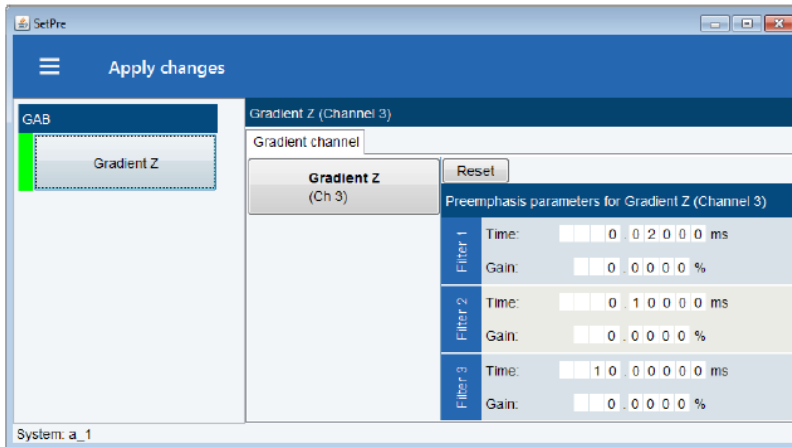 SetPre
Apply changes
GAB
Gradient Z
Gradient Z (Channel 3)
Gradient channel
Gradient Z
(Ch 3)
Reset
Preemphasis parameters for Gradient Z (Channel 3)
Filter 1
Time: 0.02000 ms
Gain: 0.0000 %
Filter 2
Time: 0.10000 ms
Gain: 0.0000 %
Filter 3
Time: 10.00000 ms
Gain: 0.0000 %
System: a_1